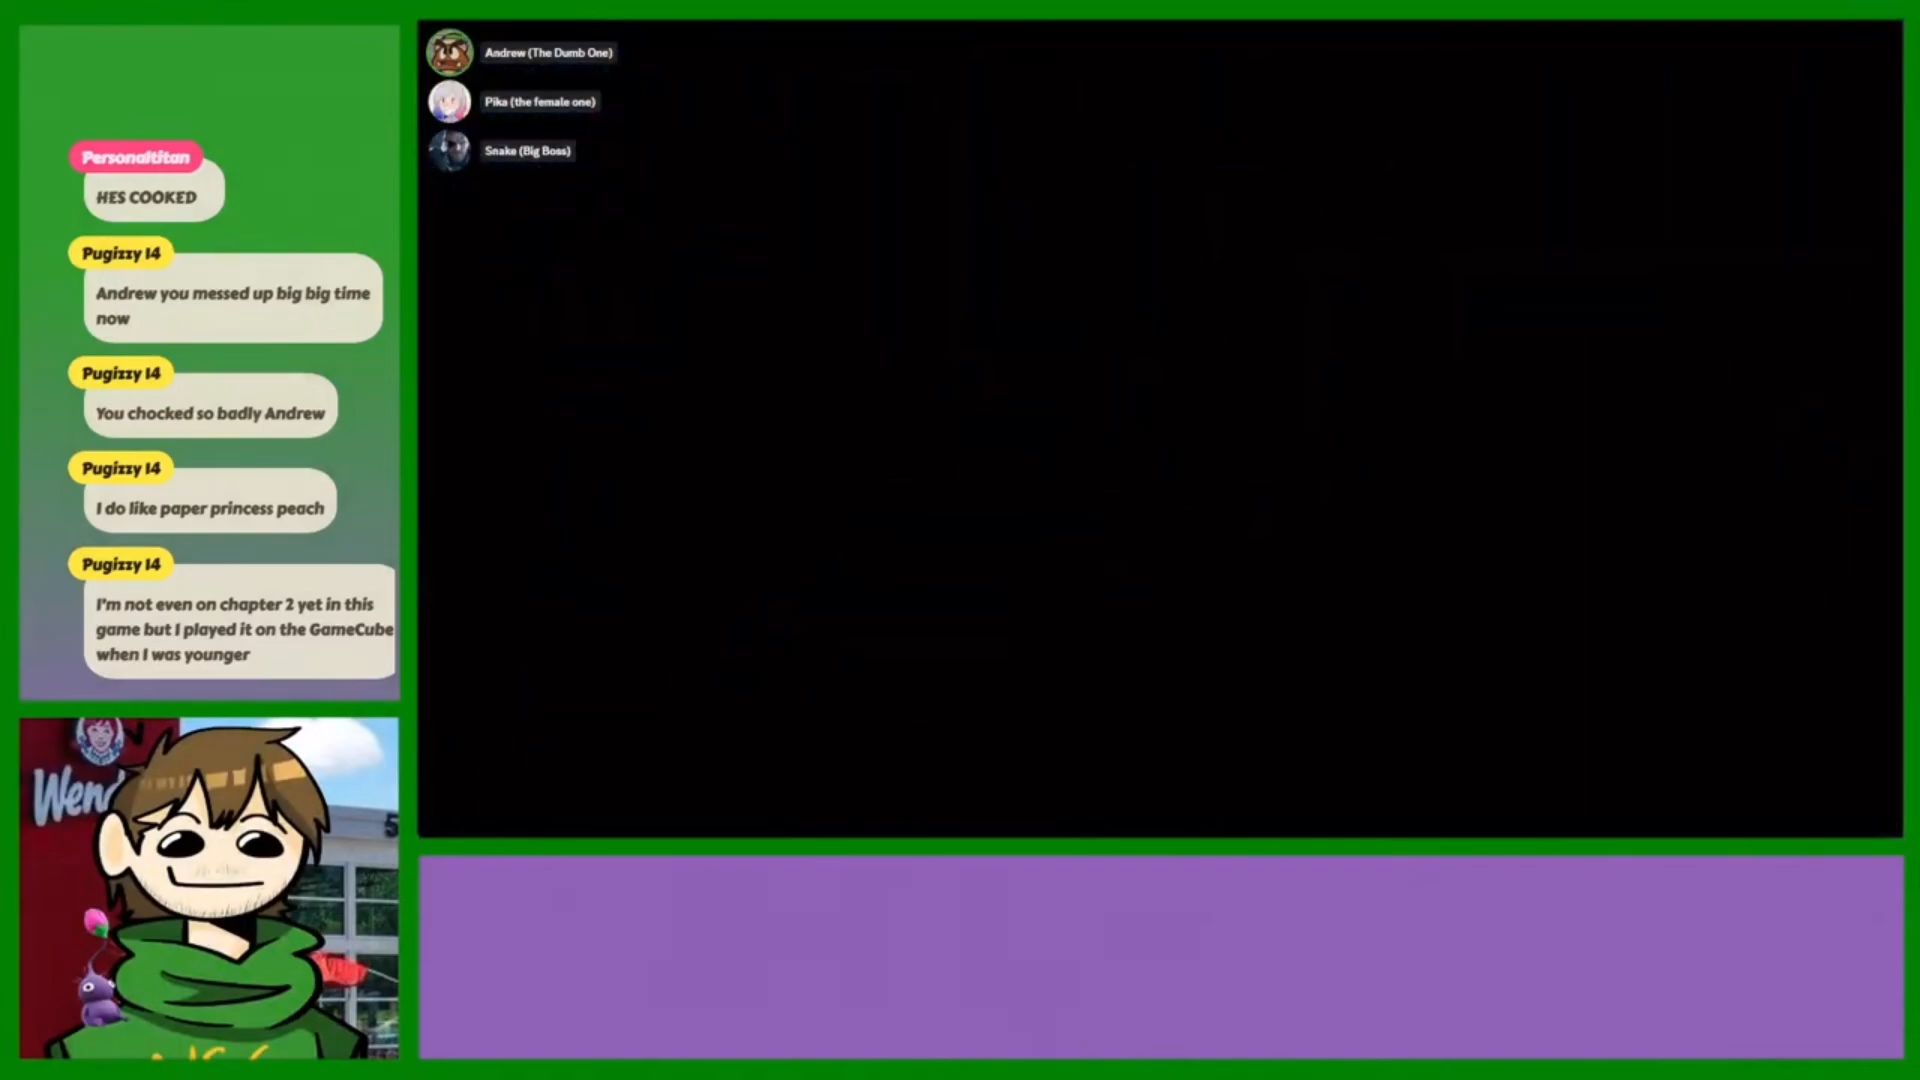 Andrew (The Dumb One)
Pika (the female one)
Snake (Big Boss)
Personaltitan
HES COOKED
Pugizzy 14
Andrew you messed up big big time
now
Pugizzy 14
You chocked so badly Andrew
Pugizzy 14
I do like paper princess peach
Pugizzy 14
I'm not even on chapter 2 yet in this
game but I played it on the GameCube
when I was younger
Wend
5